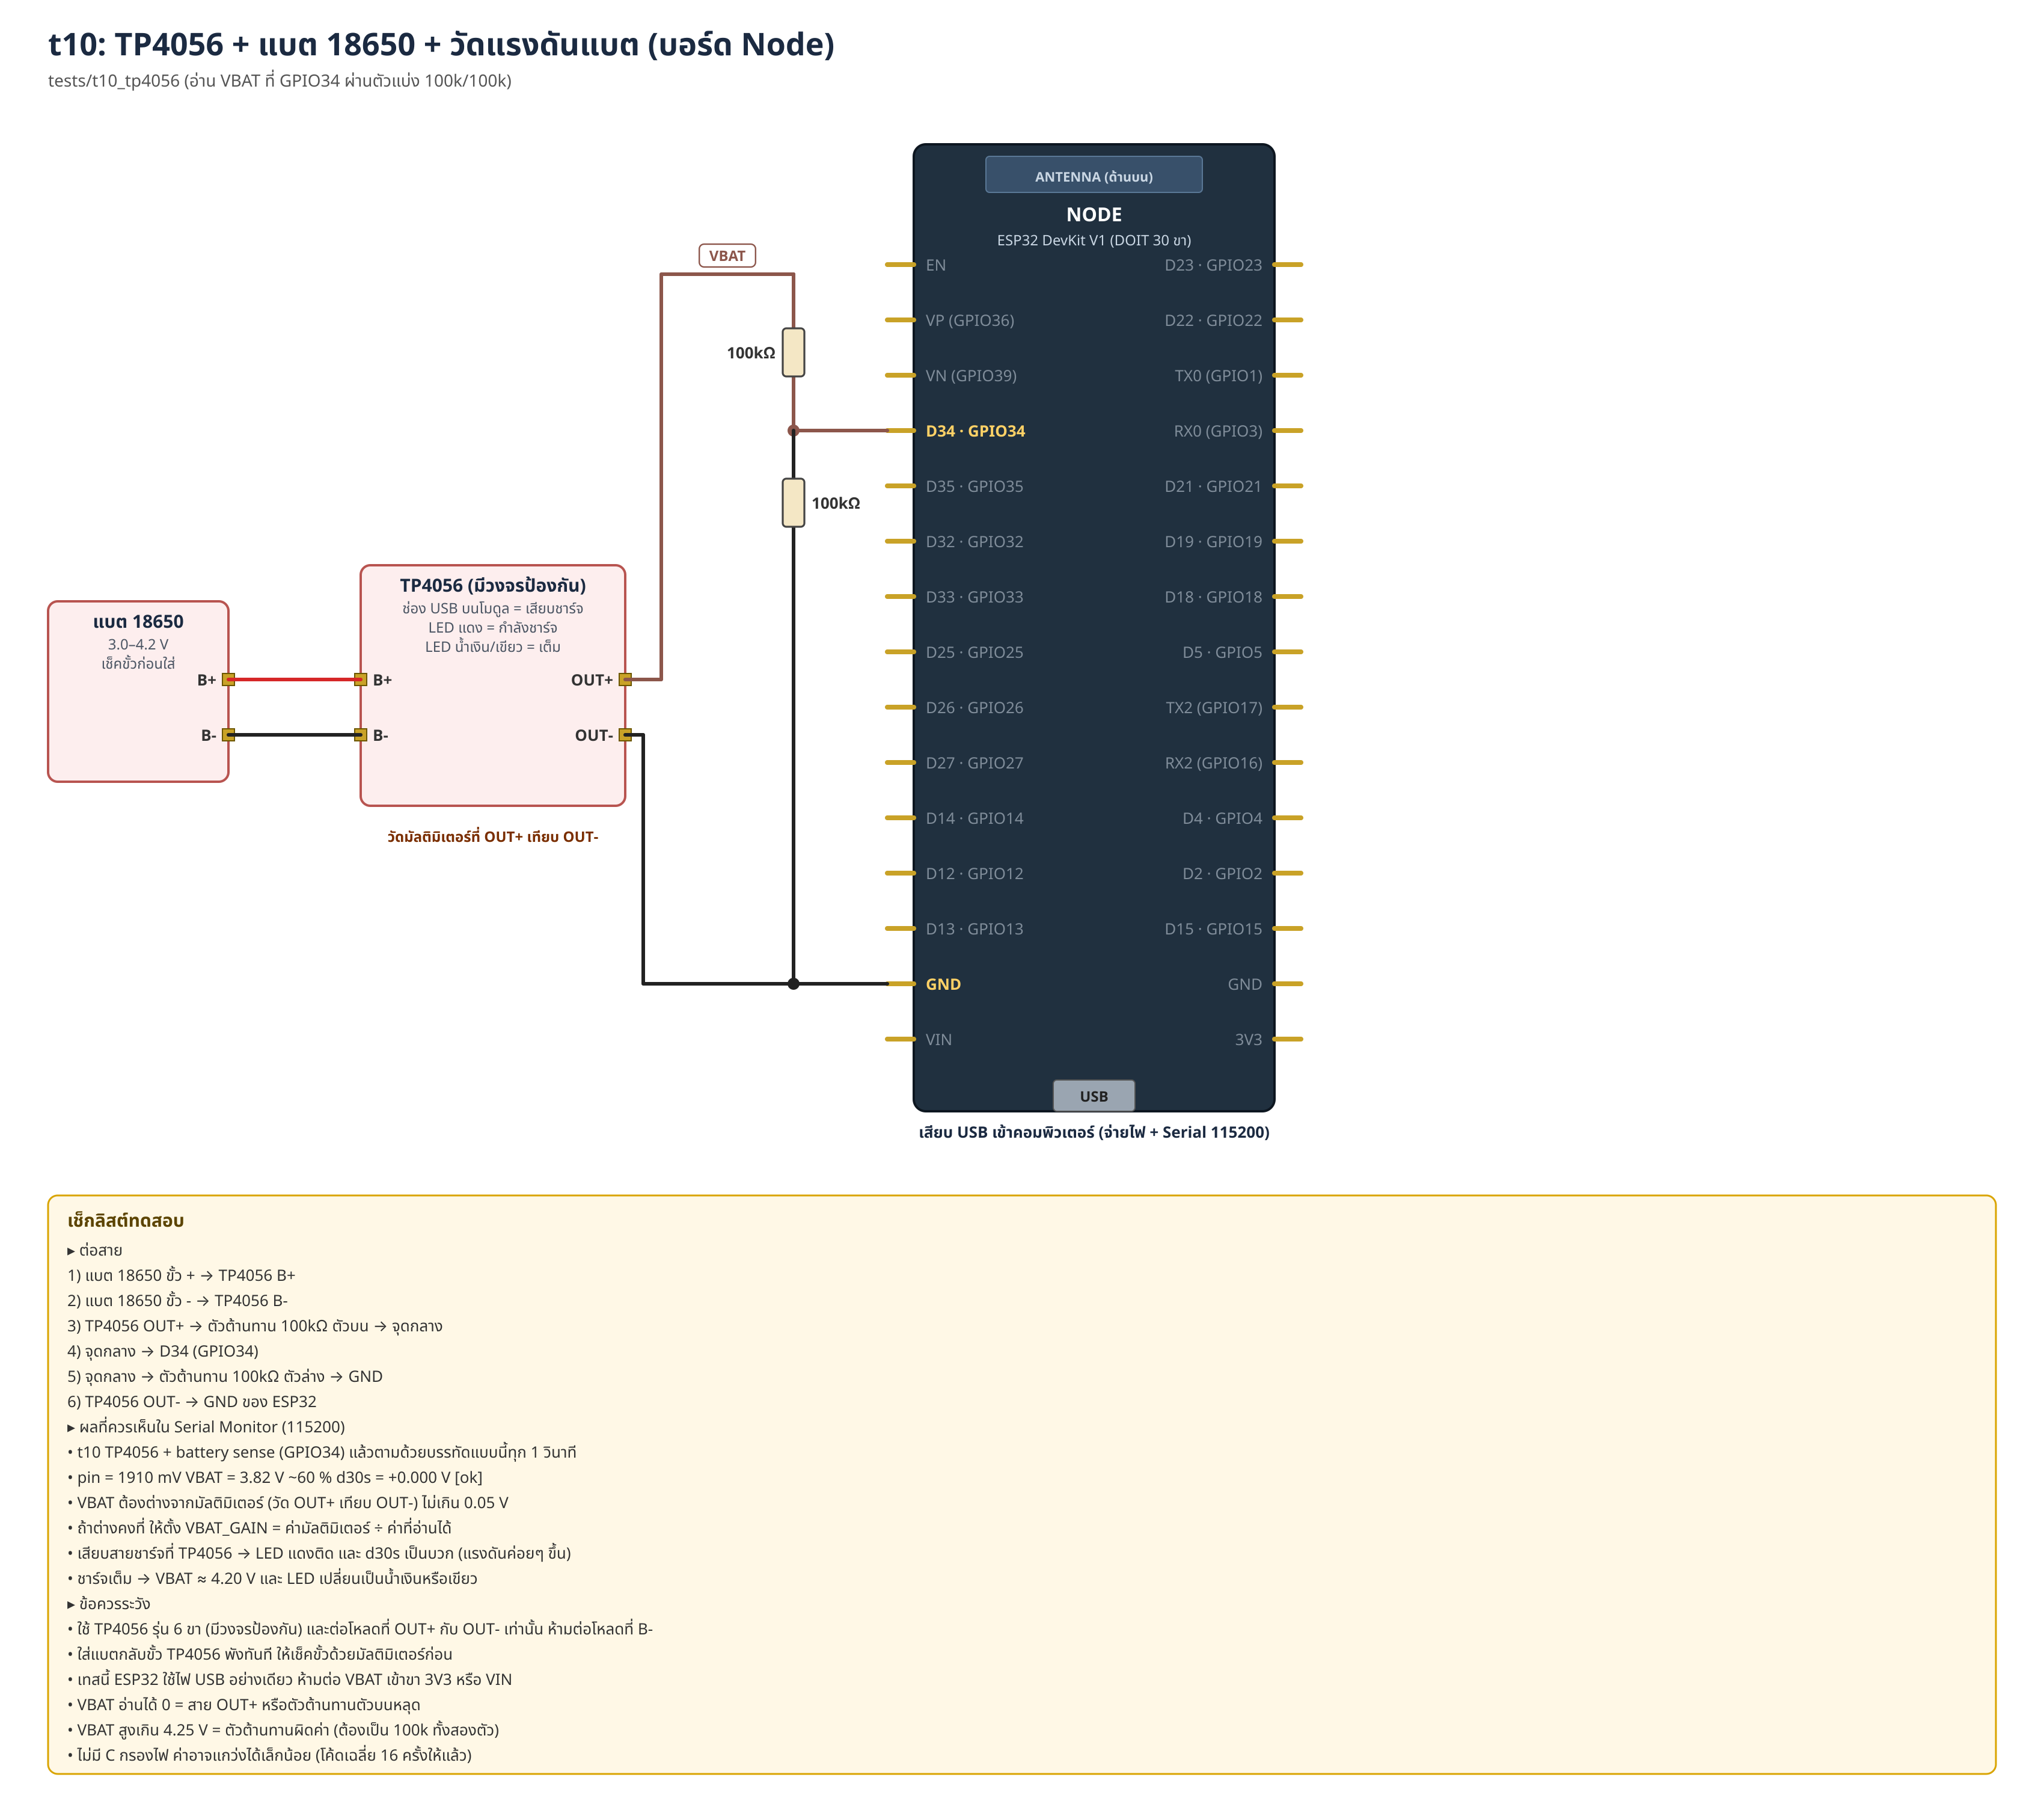 t10: TP4056 + แบต 18650 + วัดแรงดันแบต (บอร์ด Node)
tests/t10_tp4056 (อ่าน VBAT ที่ GPIO34 ผ่านตัวแบ่ง 100k/100k)
ANTENNA (ด้านบน)
NODE
ESP32 DevKit V1 (DOIT 30 ขา)
VBAT
EN
D23 · GPIO23
VP (GPIO36)
D22 · GPIO22
100kΩ
VN (GPIO39)
TX0 (GPIO1)
D34 · GPIO34
RX0 (GPIO3)
D35 · GPIO35
D21 · GPIO21
100kΩ
D32 · GPIO32
D19 · GPIO19
D33 · GPIO33
D18 · GPIO18
D25 · GPIO25
D5 · GPIO5
D26 · GPIO26
TX2 (GPIO17)
D27 · GPIO27
RX2 (GPIO16)
D14 · GPIO14
D4 · GPIO4
D12 · GPIO12
D2 · GPIO2
D13 · GPIO13
D15 · GPIO15
GND
GND
VIN
3V3
USB
เสียบ USB เข้าคอมพิวเตอร์ (จ่ายไฟ + Serial 115200)
แบต 18650
3.0–4.2 V
เช็คขั้วก่อนใส่
B+
B-
TP4056 (มีวงจรป้องกัน)
ช่อง USB บนโมดูล = เสียบชาร์จ
LED แดง = กำลังชาร์จ
LED น้ำเงิน/เขียว = เต็ม
B+
OUT+
B-
OUT-
วัดมัลติมิเตอร์ที่ OUT+ เทียบ OUT-
เช็กลิสต์ทดสอบ
▸ ต่อสาย
1) แบต 18650 ขั้ว + → TP4056 B+
2) แบต 18650 ขั้ว - → TP4056 B-
3) TP4056 OUT+ → ตัวต้านทาน 100kΩ ตัวบน → จุดกลาง
4) จุดกลาง → D34 (GPIO34)
5) จุดกลาง → ตัวต้านทาน 100kΩ ตัวล่าง → GND
6) TP4056 OUT- → GND ของ ESP32
▸ ผลที่ควรเห็นใน Serial Monitor (115200)
• t10 TP4056 + battery sense (GPIO34) แล้วตามด้วยบรรทัดแบบนี้ทุก 1 วินาที
• pin = 1910 mV VBAT = 3.82 V ~60 % d30s = +0.000 V [ok]
• VBAT ต้องต่างจากมัลติมิเตอร์ (วัด OUT+ เทียบ OUT-) ไม่เกิน 0.05 V
• ถ้าต่างคงที่ ให้ตั้ง VBAT_GAIN = ค่ามัลติมิเตอร์ ÷ ค่าที่อ่านได้
• เสียบสายชาร์จที่ TP4056 → LED แดงติด และ d30s เป็นบวก (แรงดันค่อยๆ ขึ้น)
• ชาร์จเต็ม → VBAT ≈ 4.20 V และ LED เปลี่ยนเป็นน้ำเงินหรือเขียว
▸ ข้อควรระวัง
• ใช้ TP4056 รุ่น 6 ขา (มีวงจรป้องกัน) และต่อโหลดที่ OUT+ กับ OUT- เท่านั้น ห้ามต่อโหลดที่ B-
• ใส่แบตกลับขั้ว TP4056 พังทันที ให้เช็คขั้วด้วยมัลติมิเตอร์ก่อน
• เทสนี้ ESP32 ใช้ไฟ USB อย่างเดียว ห้ามต่อ VBAT เข้าขา 3V3 หรือ VIN
• VBAT อ่านได้ 0 = สาย OUT+ หรือตัวต้านทานตัวบนหลุด
• VBAT สูงเกิน 4.25 V = ตัวต้านทานผิดค่า (ต้องเป็น 100k ทั้งสองตัว)
• ไม่มี C กรองไฟ ค่าอาจแกว่งได้เล็กน้อย (โค้ดเฉลี่ย 16 ครั้งให้แล้ว)